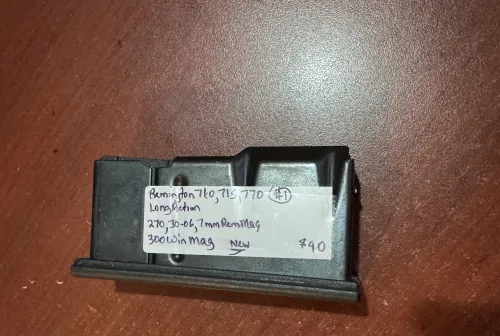 Remington 710, 715, 770 #1
Long Action
270, 30-06, 7mm Rem Mag
300 Win Mag New $90